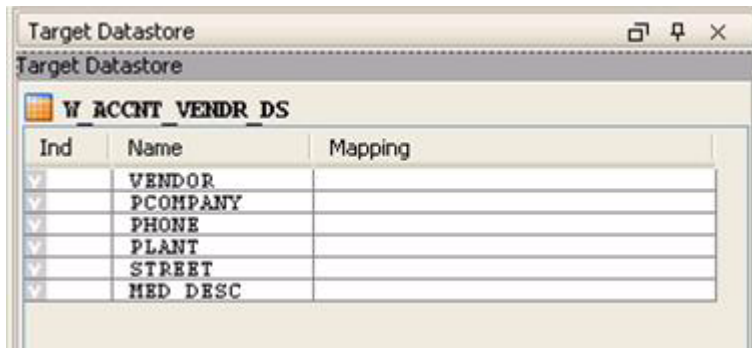 Target Datastore
Target Datastore
W_ACCNT_VENDR_DS
Ind Name Mapping
VENDOR
PCOMPANY
PHONE
PLANT
STREET
MED_DESC